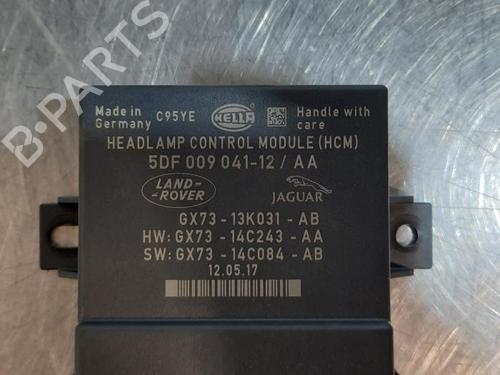 B-PARTS
Made in
Germany
C95YE
HELLA
Handle with
care
HEADLAMP CONTROL MODULE (HCM)
5DF 009 041-12 / AA
LAND-
ROVER
JAGUAR
GX73 - 13K031 - AB
HW: GX73 - 14C243 - AA
SW: GX73 - 14C084 - AB
12.05.17